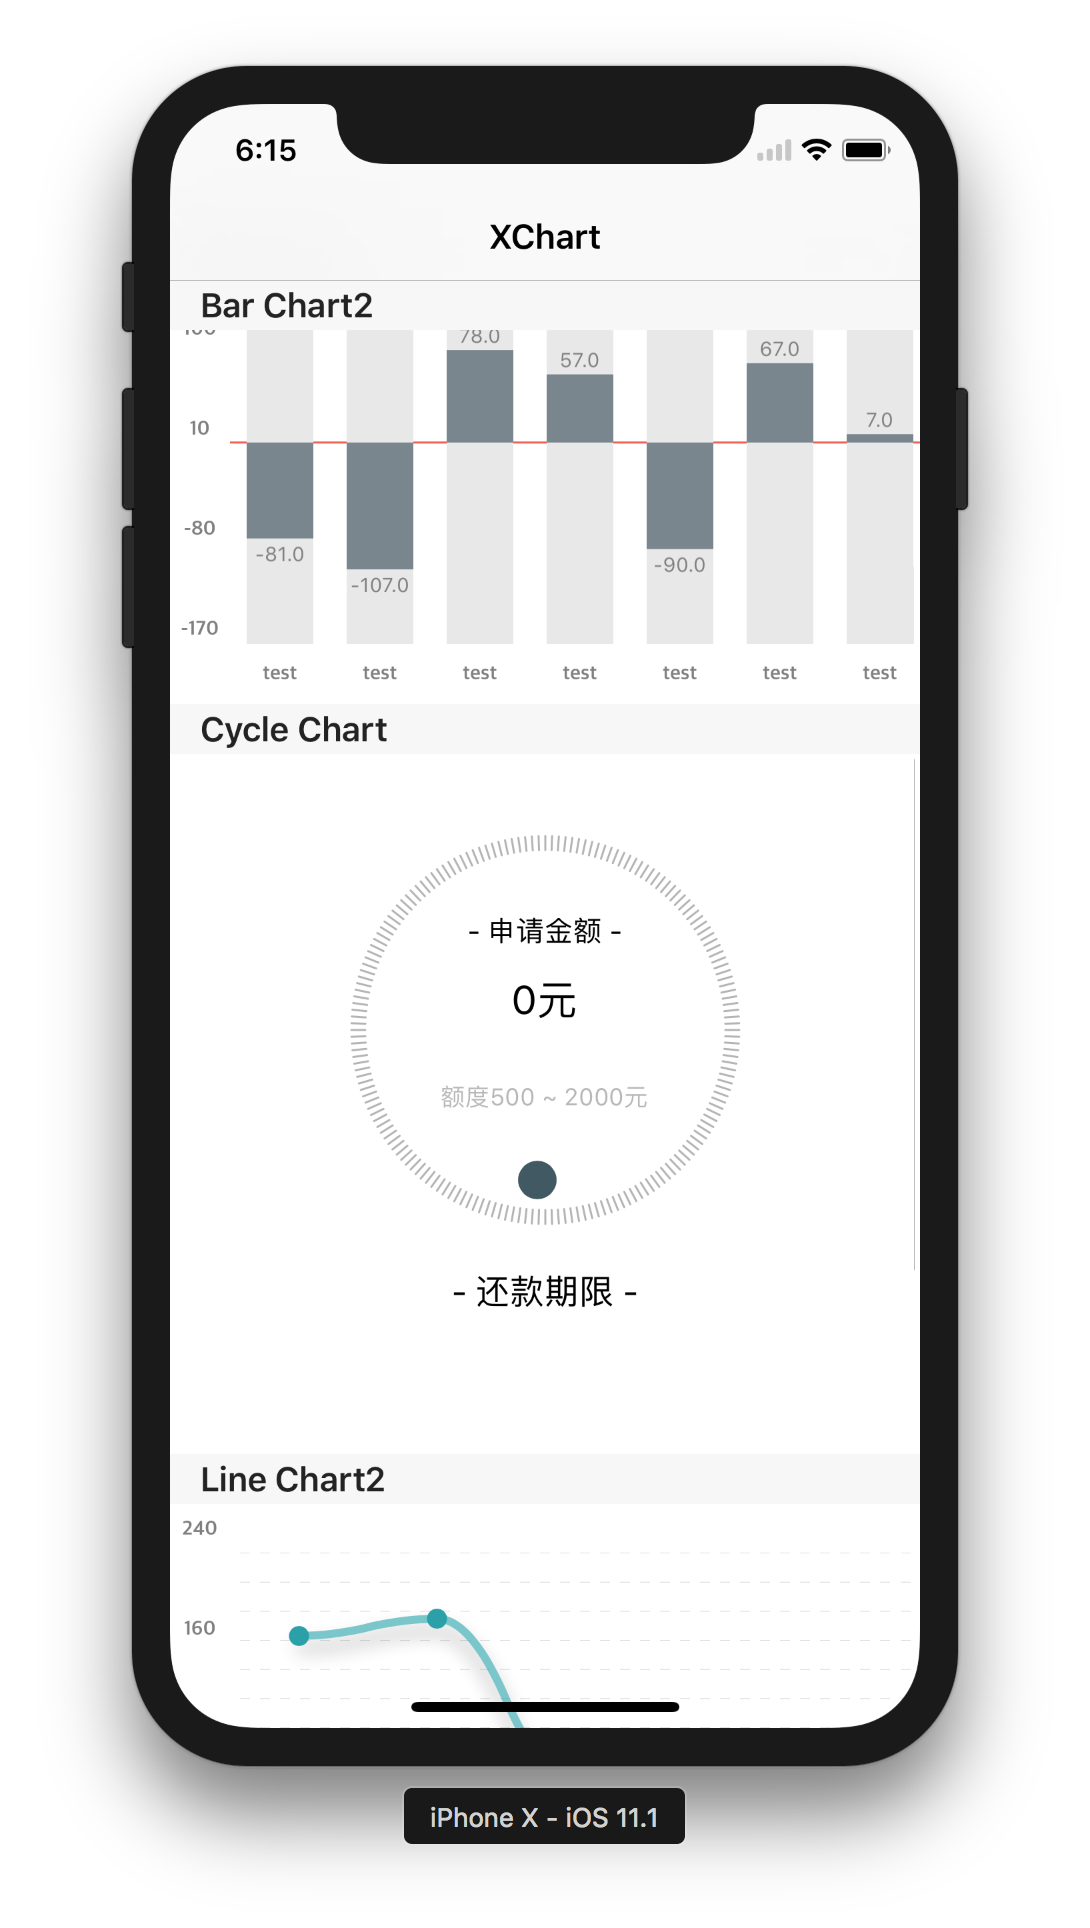 6:15
XChart
Bar Chart2
78.0
57.0
67.0
7.0
10
-80
-81.0
-107.0
-90.0
-170
test test test test test test test
Cycle Chart
- 申请金额 -
0元
额度500 ~ 2000元
- 还款期限 -
Line Chart2
240
160
iPhone X - iOS 11.1